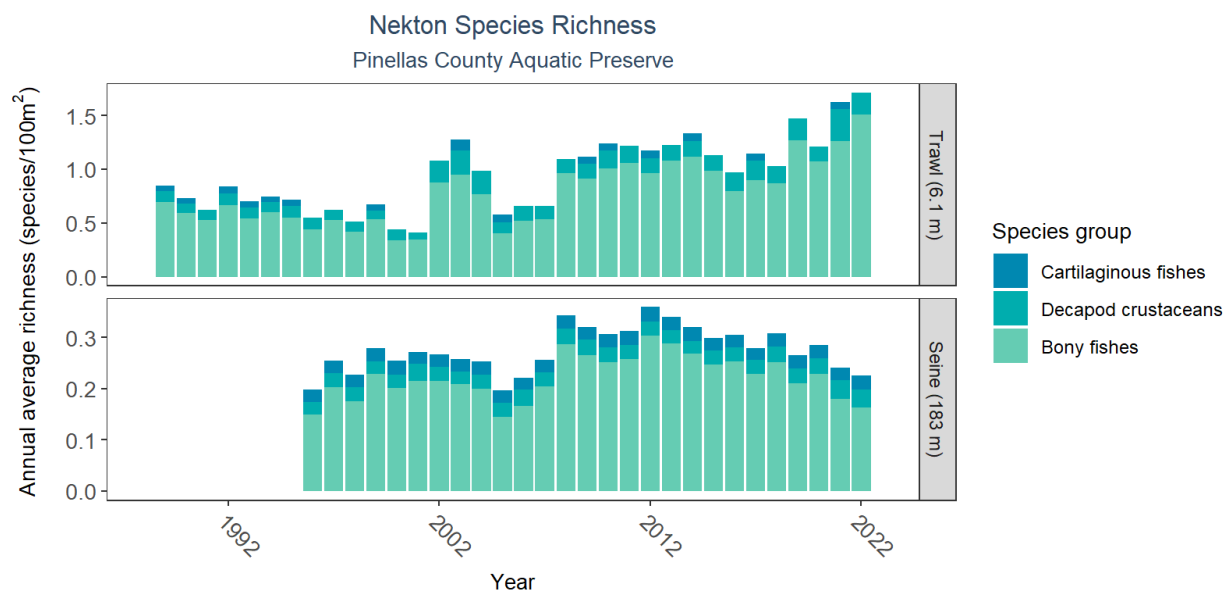 Nekton Species Richness
Pinellas County Aquatic Preserve
Annual average richness (species/100m²)
1.5
1.0
0.5
0.0
Trawl (6.1 m)
0.3
0.2
0.1
0.0
Seine (183 m)
1992
2002
2012
2022
Year
Species group
Cartilaginous fishes
Decapod crustaceans
Bony fishes